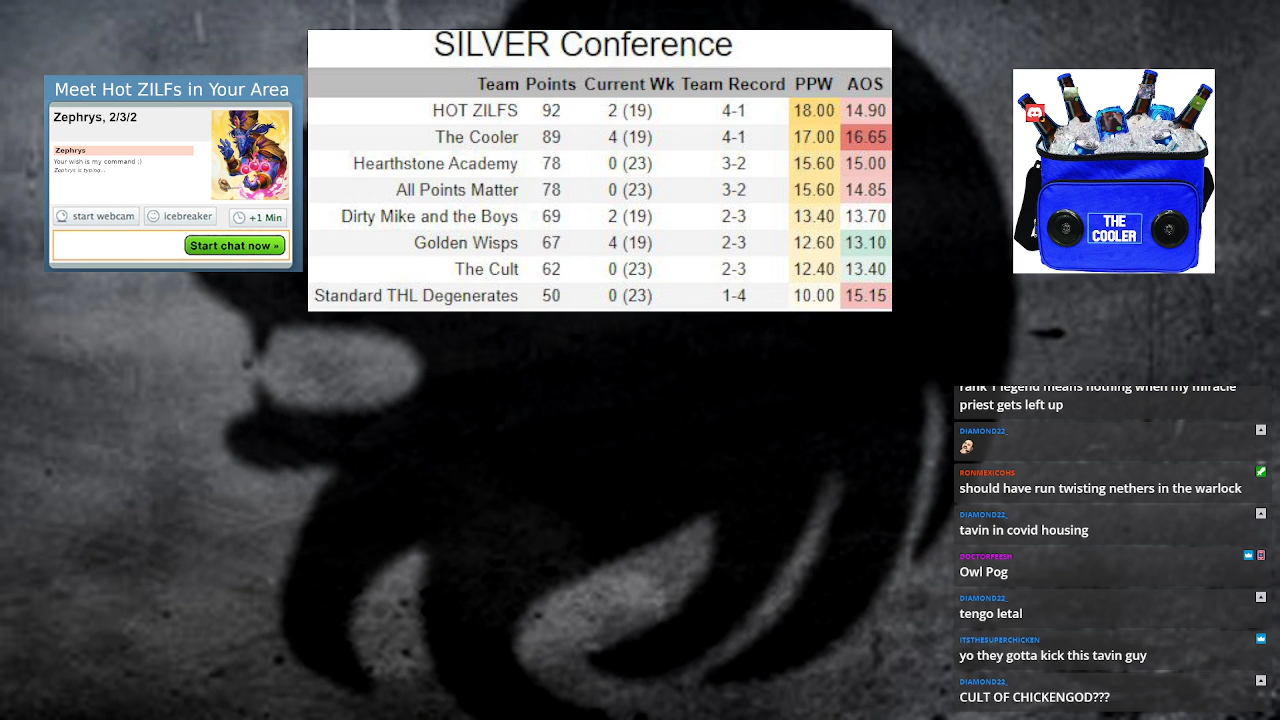 SILVER Conference
Team Points Current Wk Team Record PPW AOS
HOT ZILFS 92 2 (19) 4-1 18.00 14.90
The Cooler 89 4 (19) 4-1 17.00 16.65
Hearthstone Academy 78 0 (23) 3-2 15.60 15.00
All Points Matter 78 0 (23) 3-2 15.60 14.85
Dirty Mike and the Boys 69 2 (19) 2-3 13.40 13.70
Golden Wisps 67 4 (19) 2-3 12.60 13.10
The Cult 62 0 (23) 2-3 12.40 13.40
Standard THL Degenerates 50 0 (23) 1-4 10.00 15.15
Meet Hot ZILFs in Your Area
Zephrys, 2/3/2
Zephrys
Your wish is my command ;)
Zephrys is typing...
start webcam
icebreaker
+1 Min
Start chat now »
THE
COOLER
rank 1 legend means nothing when my miracle
priest gets left up
DIAMOND22_
RONMEXICOHS
should have run twisting nethers in the warlock
DIAMOND22_
tavin in covid housing
DOCTORFEESH
Owl Pog
DIAMOND22_
tengo letal
ITSTHESUPERCHICKEN
yo they gotta kick this tavin guy
DIAMOND22_
CULT OF CHICKENGOD???